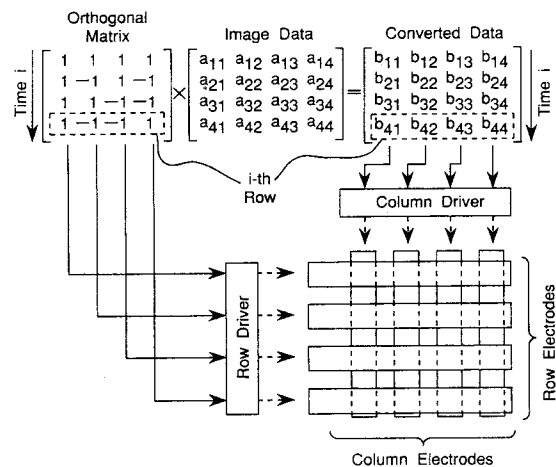 Orthogonal Matrix
Image Data
Converted Data
Time i
1 1 1 1
1 −1 1 −1
1 1 −1 −1
1 −1 −1 1
×
a11 a12 a13 a14
a21 a22 a23 a24
a31 a32 a33 a34
a41 a42 a43 a44
=
b11 b12 b13 b14
b21 b22 b23 b24
b31 b32 b33 b34
b41 b42 b43 b44
Time i
i-th
Row
Column Driver
Row Driver
Row Electrodes
Column Electrodes